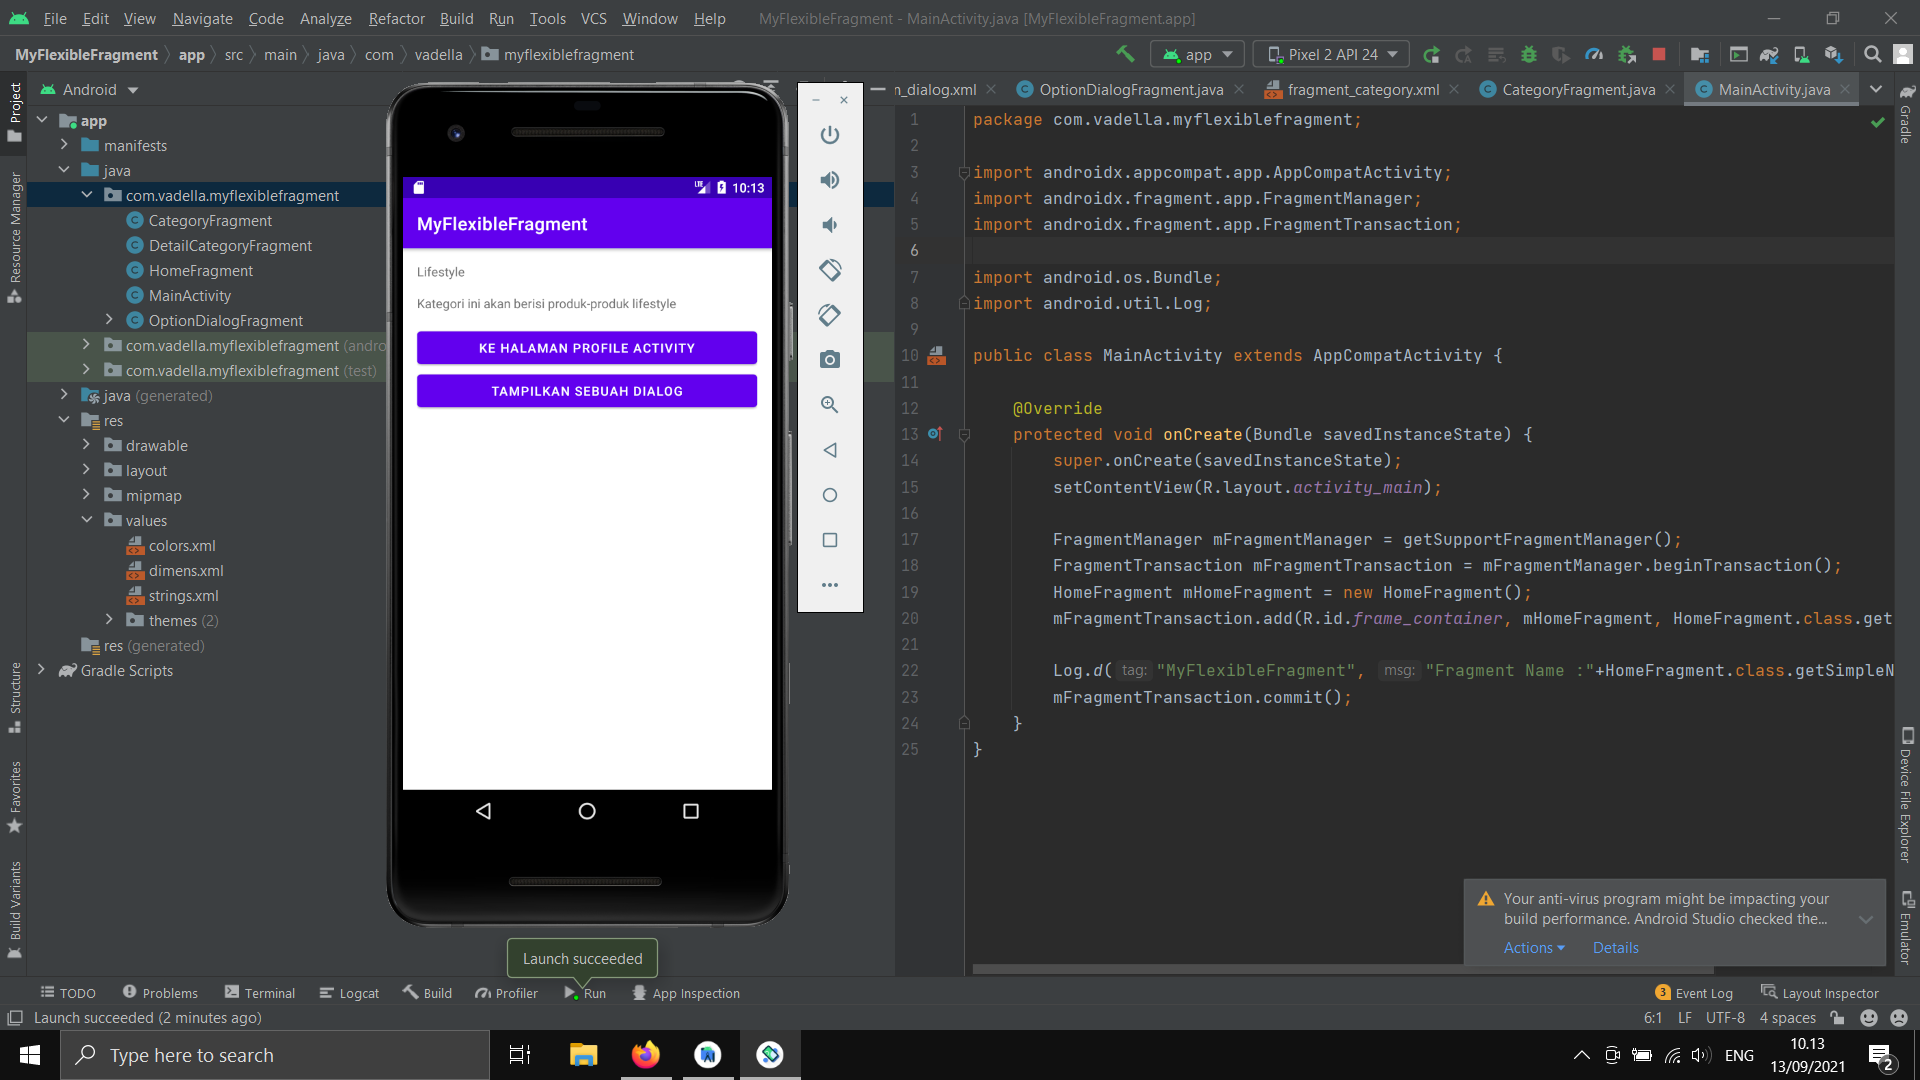 File Edit View Navigate Code Analyze Refactor Build Run Tools VCS Window Help MyFlexibleFragment - MainActivity.java [MyFlexibleFragment.app]
MyFlexibleFragment app src main java com vadella myflexiblefragment app Pixel 2 API 24
Project
Resource Manager
Structure
Favorites
Build Variants
Android
app
manifests
java
com.vadella.myflexiblefragment
CategoryFragment
DetailCategoryFragment
HomeFragment
MainActivity
OptionDialogFragment
com.vadella.myflexiblefragment (andro
com.vadella.myflexiblefragment (test)
java (generated)
res
drawable
layout
mipmap
values
colors.xml
dimens.xml
strings.xml
themes (2)
res (generated)
Gradle Scripts
LTE 10:13
MyFlexibleFragment
Lifestyle
Kategori ini akan berisi produk-produk lifestyle
KE HALAMAN PROFILE ACTIVITY
TAMPILKAN SEBUAH DIALOG
n_dialog.xml OptionDialogFragment.java fragment_category.xml CategoryFragment.java MainActivity.java
1 package com.vadella.myflexiblefragment;
2
3 import androidx.appcompat.app.AppCompatActivity;
4 import androidx.fragment.app.FragmentManager;
5 import androidx.fragment.app.FragmentTransaction;
6
7 import android.os.Bundle;
8 import android.util.Log;
9
10 public class MainActivity extends AppCompatActivity {
11
12 @Override
13 protected void onCreate(Bundle savedInstanceState) {
14 super.onCreate(savedInstanceState);
15 setContentView(R.layout.activity_main);
16
17 FragmentManager mFragmentManager = getSupportFragmentManager();
18 FragmentTransaction mFragmentTransaction = mFragmentManager.beginTransaction();
19 HomeFragment mHomeFragment = new HomeFragment();
20 mFragmentTransaction.add(R.id.frame_container, mHomeFragment, HomeFragment.class.get
21
22 Log.d( tag: "MyFlexibleFragment", msg: "Fragment Name :"+HomeFragment.class.getSimpleN
23 mFragmentTransaction.commit();
24 }
25 }
Gradle
Device File Explorer
Emulator
Your anti-virus program might be impacting your
build performance. Android Studio checked the...
Actions Details
Launch succeeded
TODO Problems Terminal Logcat Build Profiler Run App Inspection 3 Event Log Layout Inspector
Launch succeeded (2 minutes ago) 6:1 LF UTF-8 4 spaces
Type here to search
ENG
10.13
13/09/2021
2